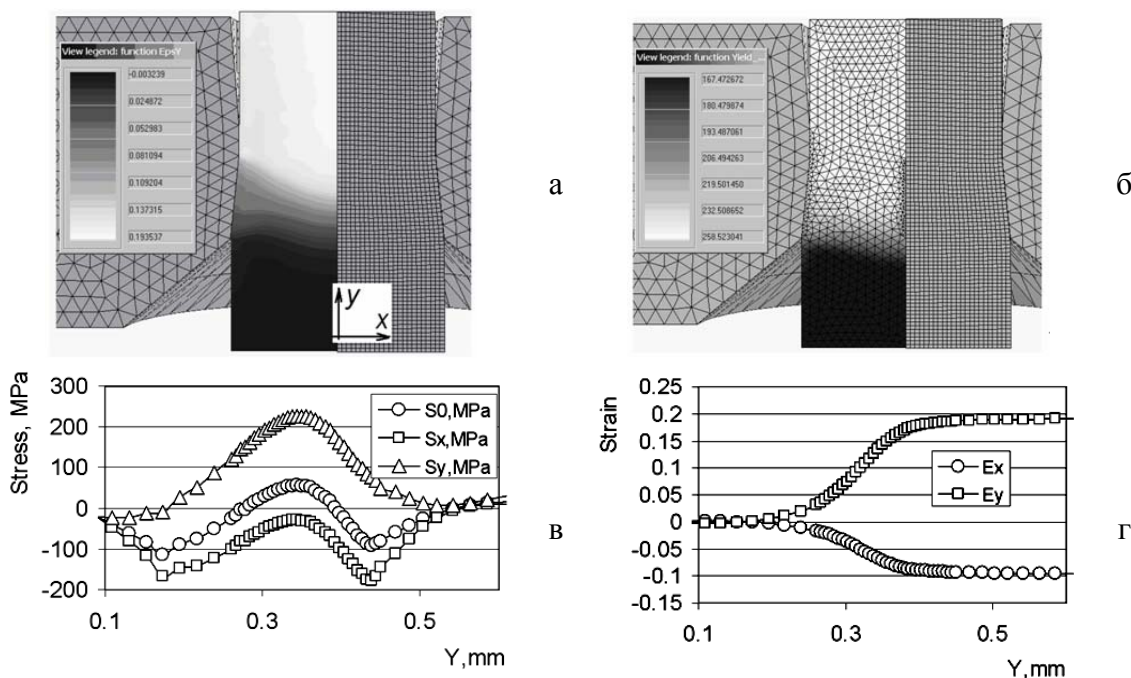 View legend: function EpsY
-0.003239
0.024872
0.052983
0.081094
0.109204
0.137315
0.193537
y
x
а
View legend: function Yield_...
167.472672
180.479874
193.487061
206.494263
219.501450
232.508652
258.523041
б
Stress, MPa
300
200
100
0
-100
-200
0.1
0.3
0.5
Y,mm
S0,MPa
Sx,MPa
Sy,MPa
в
Strain
0.25
0.2
0.15
0.1
0.05
0
-0.05
-0.1
-0.15
0.1
0.3
0.5
Y,mm
Ex
Ey
г